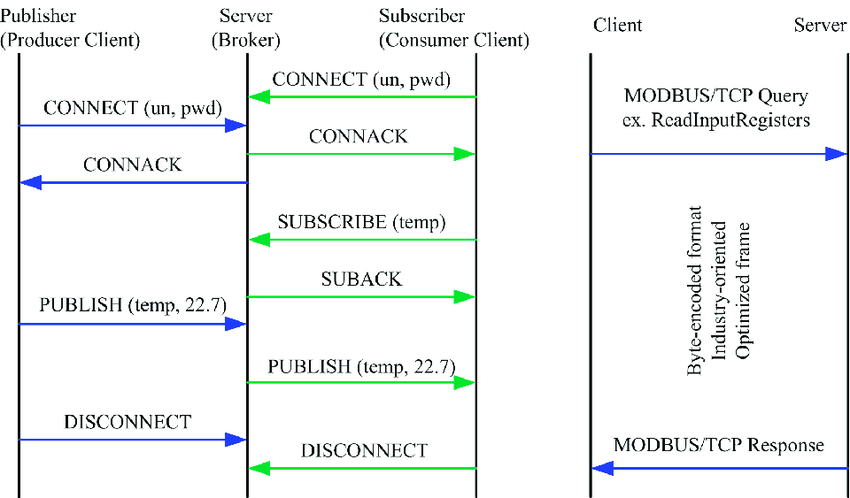 Publisher
(Producer Client)
Server
(Broker)
Subscriber
(Consumer Client)
CONNECT (un, pwd)
CONNECT (un, pwd)
CONNACK
CONNACK
SUBSCRIBE (temp)
SUBACK
PUBLISH (temp, 22.7)
PUBLISH (temp, 22.7)
DISCONNECT
DISCONNECT
Client
Server
MODBUS/TCP Query
ex. ReadInputRegisters
Byte-encoded format
Industry-oriented
Optimized frame
MODBUS/TCP Response